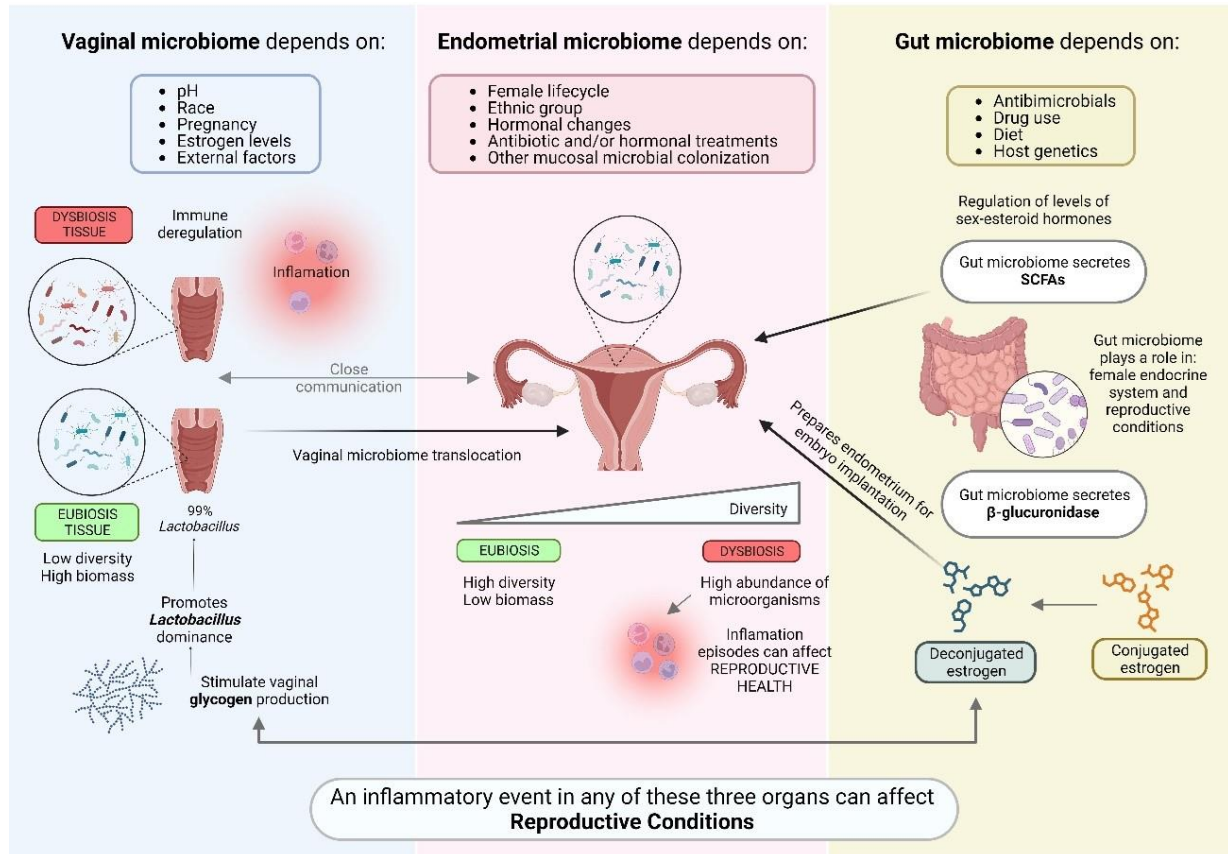 Vaginal microbiome depends on:
• pH
• Race
• Pregnancy
• Estrogen levels
• External factors
DYSBIOSIS
TISSUE
Immune
deregulation
Inflamation
Close
communication
Vaginal microbiome translocation
EUBIOSIS
TISSUE
99%
Lactobacillus
Low diversity
High biomass
Promotes
Lactobacillus
dominance
Stimulate vaginal
glycogen production
Endometrial microbiome depends on:
• Female lifecycle
• Ethnic group
• Hormonal changes
• Antibiotic and/or hormonal treatments
• Other mucosal microbial colonization
Diversity
EUBIOSIS
High diversity
Low biomass
DYSBIOSIS
High abundance of
microorganisms
Inflamation
episodes can affect
REPRODUCTIVE
HEALTH
Gut microbiome depends on:
• Antibimicrobials
• Drug use
• Diet
• Host genetics
Regulation of levels of
sex-esteroid hormones
Gut microbiome secretes
SCFAs
Gut microbiome
plays a role in:
female endocrine
system and
reproductive
conditions
Prepares endometrium for
embryo implantation
Gut microbiome secretes
β-glucuronidase
Deconjugated
estrogen
Conjugated
estrogen
An inflammatory event in any of these three organs can affect
Reproductive Conditions